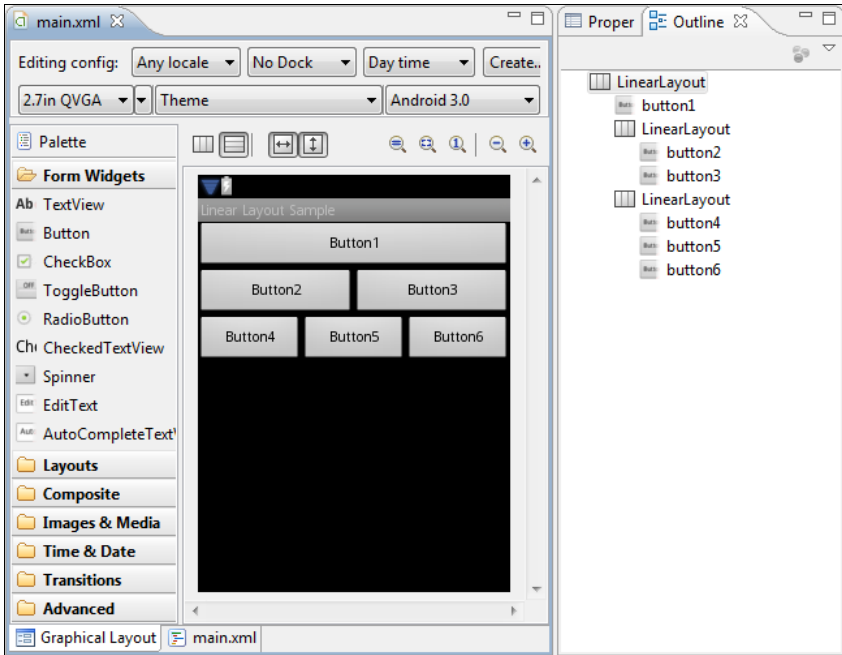 main.xml
Editing config: Any locale No Dock Day time Create..
2.7in QVGA Theme Android 3.0
Palette
Form Widgets
Ab TextView
Button
CheckBox
ToggleButton
RadioButton
CheckedTextView
Spinner
EditText
AutoCompleteText
Layouts
Composite
Images & Media
Time & Date
Transitions
Advanced
Linear Layout Sample
Button1
Button2 Button3
Button4 Button5 Button6
Graphical Layout main.xml
Proper Outline
LinearLayout
button1
LinearLayout
button2
button3
LinearLayout
button4
button5
button6